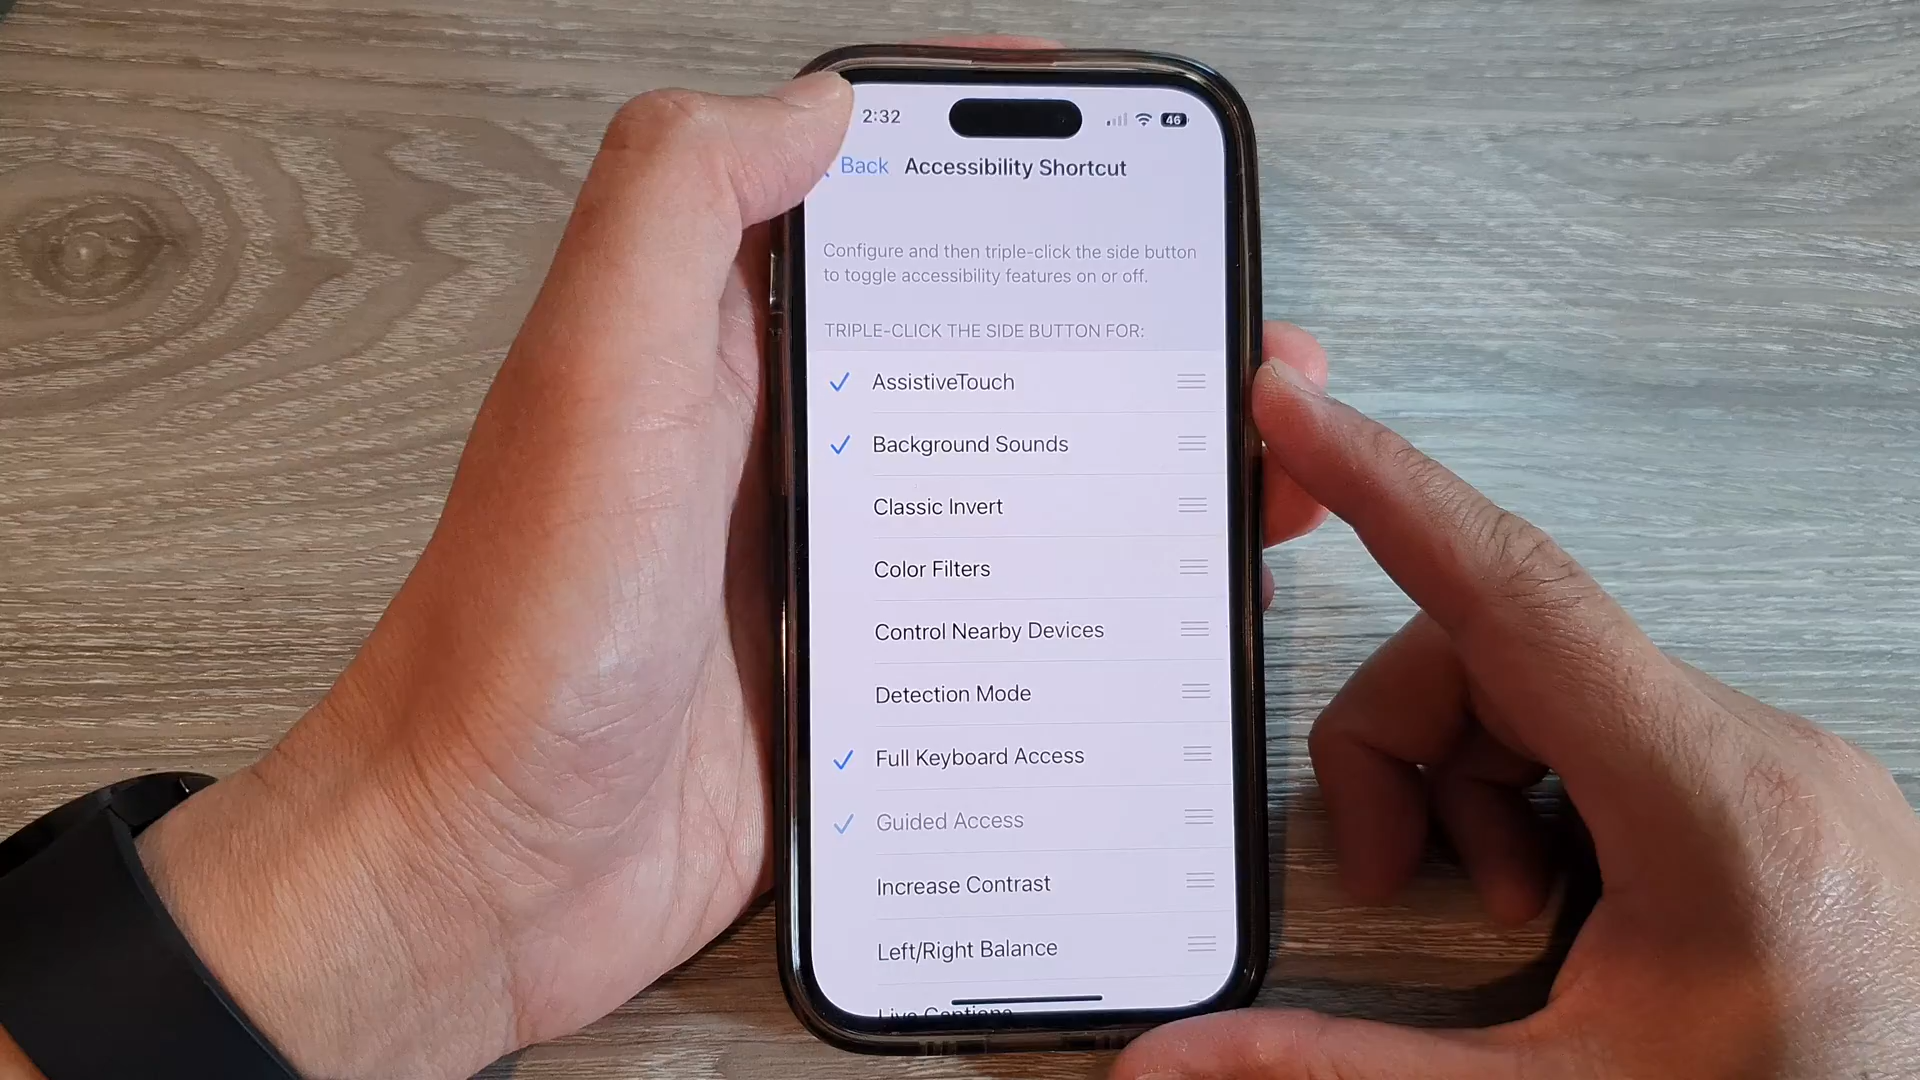 2:32
46
Back
Accessibility Shortcut
Configure and then triple-click the side button
to toggle accessibility features on or off.
TRIPLE-CLICK THE SIDE BUTTON FOR:
AssistiveTouch
Background Sounds
Classic Invert
Color Filters
Control Nearby Devices
Detection Mode
Full Keyboard Access
Guided Access
Increase Contrast
Left/Right Balance
Live Captions